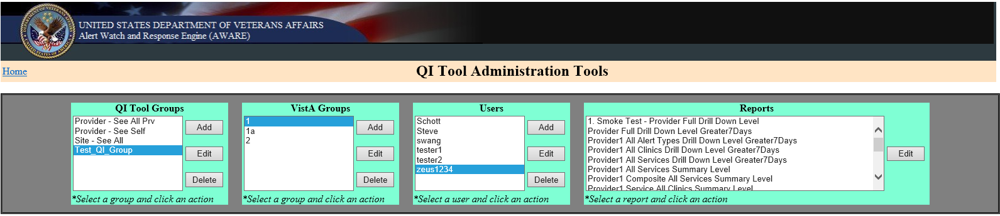 UNITED STATES DEPARTMENT OF VETERANS AFFAIRS
Alert Watch and Response Engine (AWARE)
Home
QI Tool Administration Tools
QI Tool Groups
Provider - See All Prv
Provider - See Self
Site - See All
Test_QI_Group
Add
Edit
Delete
*Select a group and click an action
VistA Groups
1
1a
2
Add
Edit
Delete
*Select a group and click an action
Users
Schott
Steve
swang
tester1
tester2
zeus1234
Add
Edit
Delete
*Select a user and click an action
Reports
1. Smoke Test - Provider Full Drill Down Level
Provider Full Drill Down Level Greater7Days
Provider1 All Alert Types Drill Down Level Greater7Days
Provider1 All Clinics Drill Down Level Greater7Days
Provider1 All Services Drill Down Level Greater7Days
Provider1 All Services Summary Level
Provider1 Composite All Services Summary Level
Provider1 Service All Clinics Summary Level
Edit
*Select a report and click an action